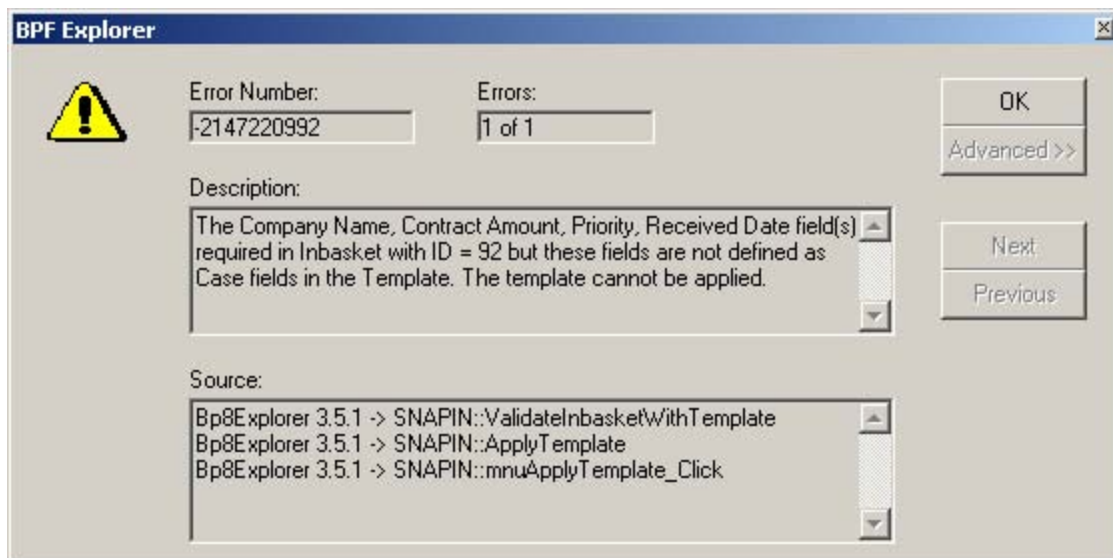 BPF Explorer
Error Number:
Errors:
-2147220992
1 of 1
OK
Advanced >>
Description:
The Company Name, Contract Amount, Priority, Received Date field(s)
required in Inbasket with ID = 92 but these fields are not defined as
Case fields in the Template. The template cannot be applied.
Next
Previous
Source:
Bp8Explorer 3.5.1 -> SNAPIN::ValidateInbasketWithTemplate
Bp8Explorer 3.5.1 -> SNAPIN::ApplyTemplate
Bp8Explorer 3.5.1 -> SNAPIN::mnuApplyTemplate_Click